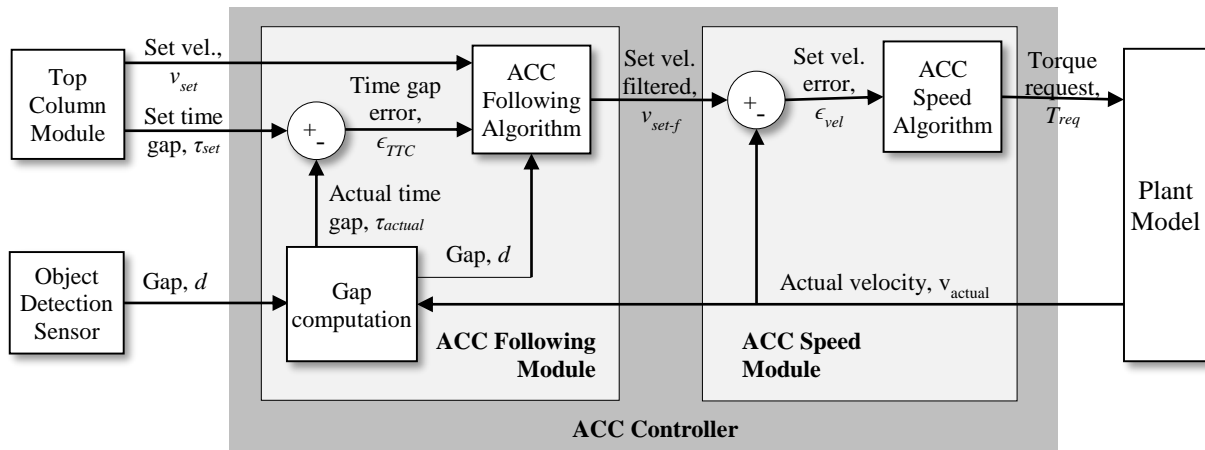 Top
Column
Module
Set vel.,
v_set
Set time
gap, τ_set
+
-
Time gap
error,
ϵ_TTC
ACC
Following
Algorithm
Set vel.
filtered,
v_set-f
+
-
Set vel.
error,
ϵ_vel
ACC
Speed
Algorithm
Torque
request,
T_req
Plant
Model
Actual time
gap, τ_actual
Gap, d
Object
Detection
Sensor
Gap, d
Gap
computation
Actual velocity, v_actual
ACC Following
Module
ACC Speed
Module
ACC Controller